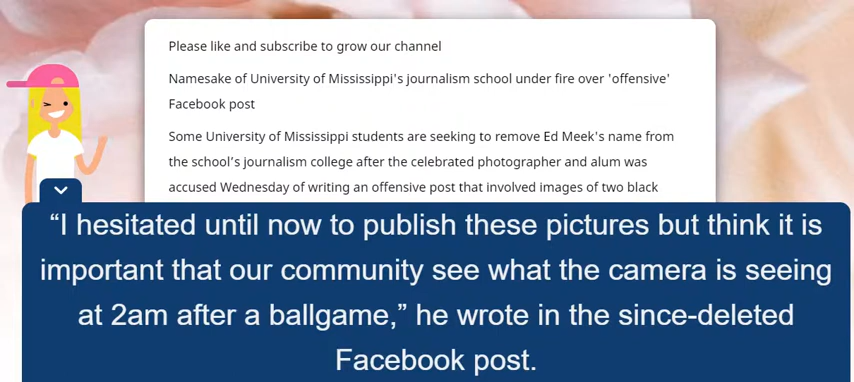 Please like and subscribe to grow our channel
Namesake of University of Mississippi's journalism school under fire over 'offensive'
Facebook post
Some University of Mississippi students are seeking to remove Ed Meek's name from
the school’s journalism college after the celebrated photographer and alum was
accused Wednesday of writing an offensive post that involved images of two black
“I hesitated until now to publish these pictures but think it is
important that our community see what the camera is seeing
at 2am after a ballgame,” he wrote in the since-deleted
Facebook post.